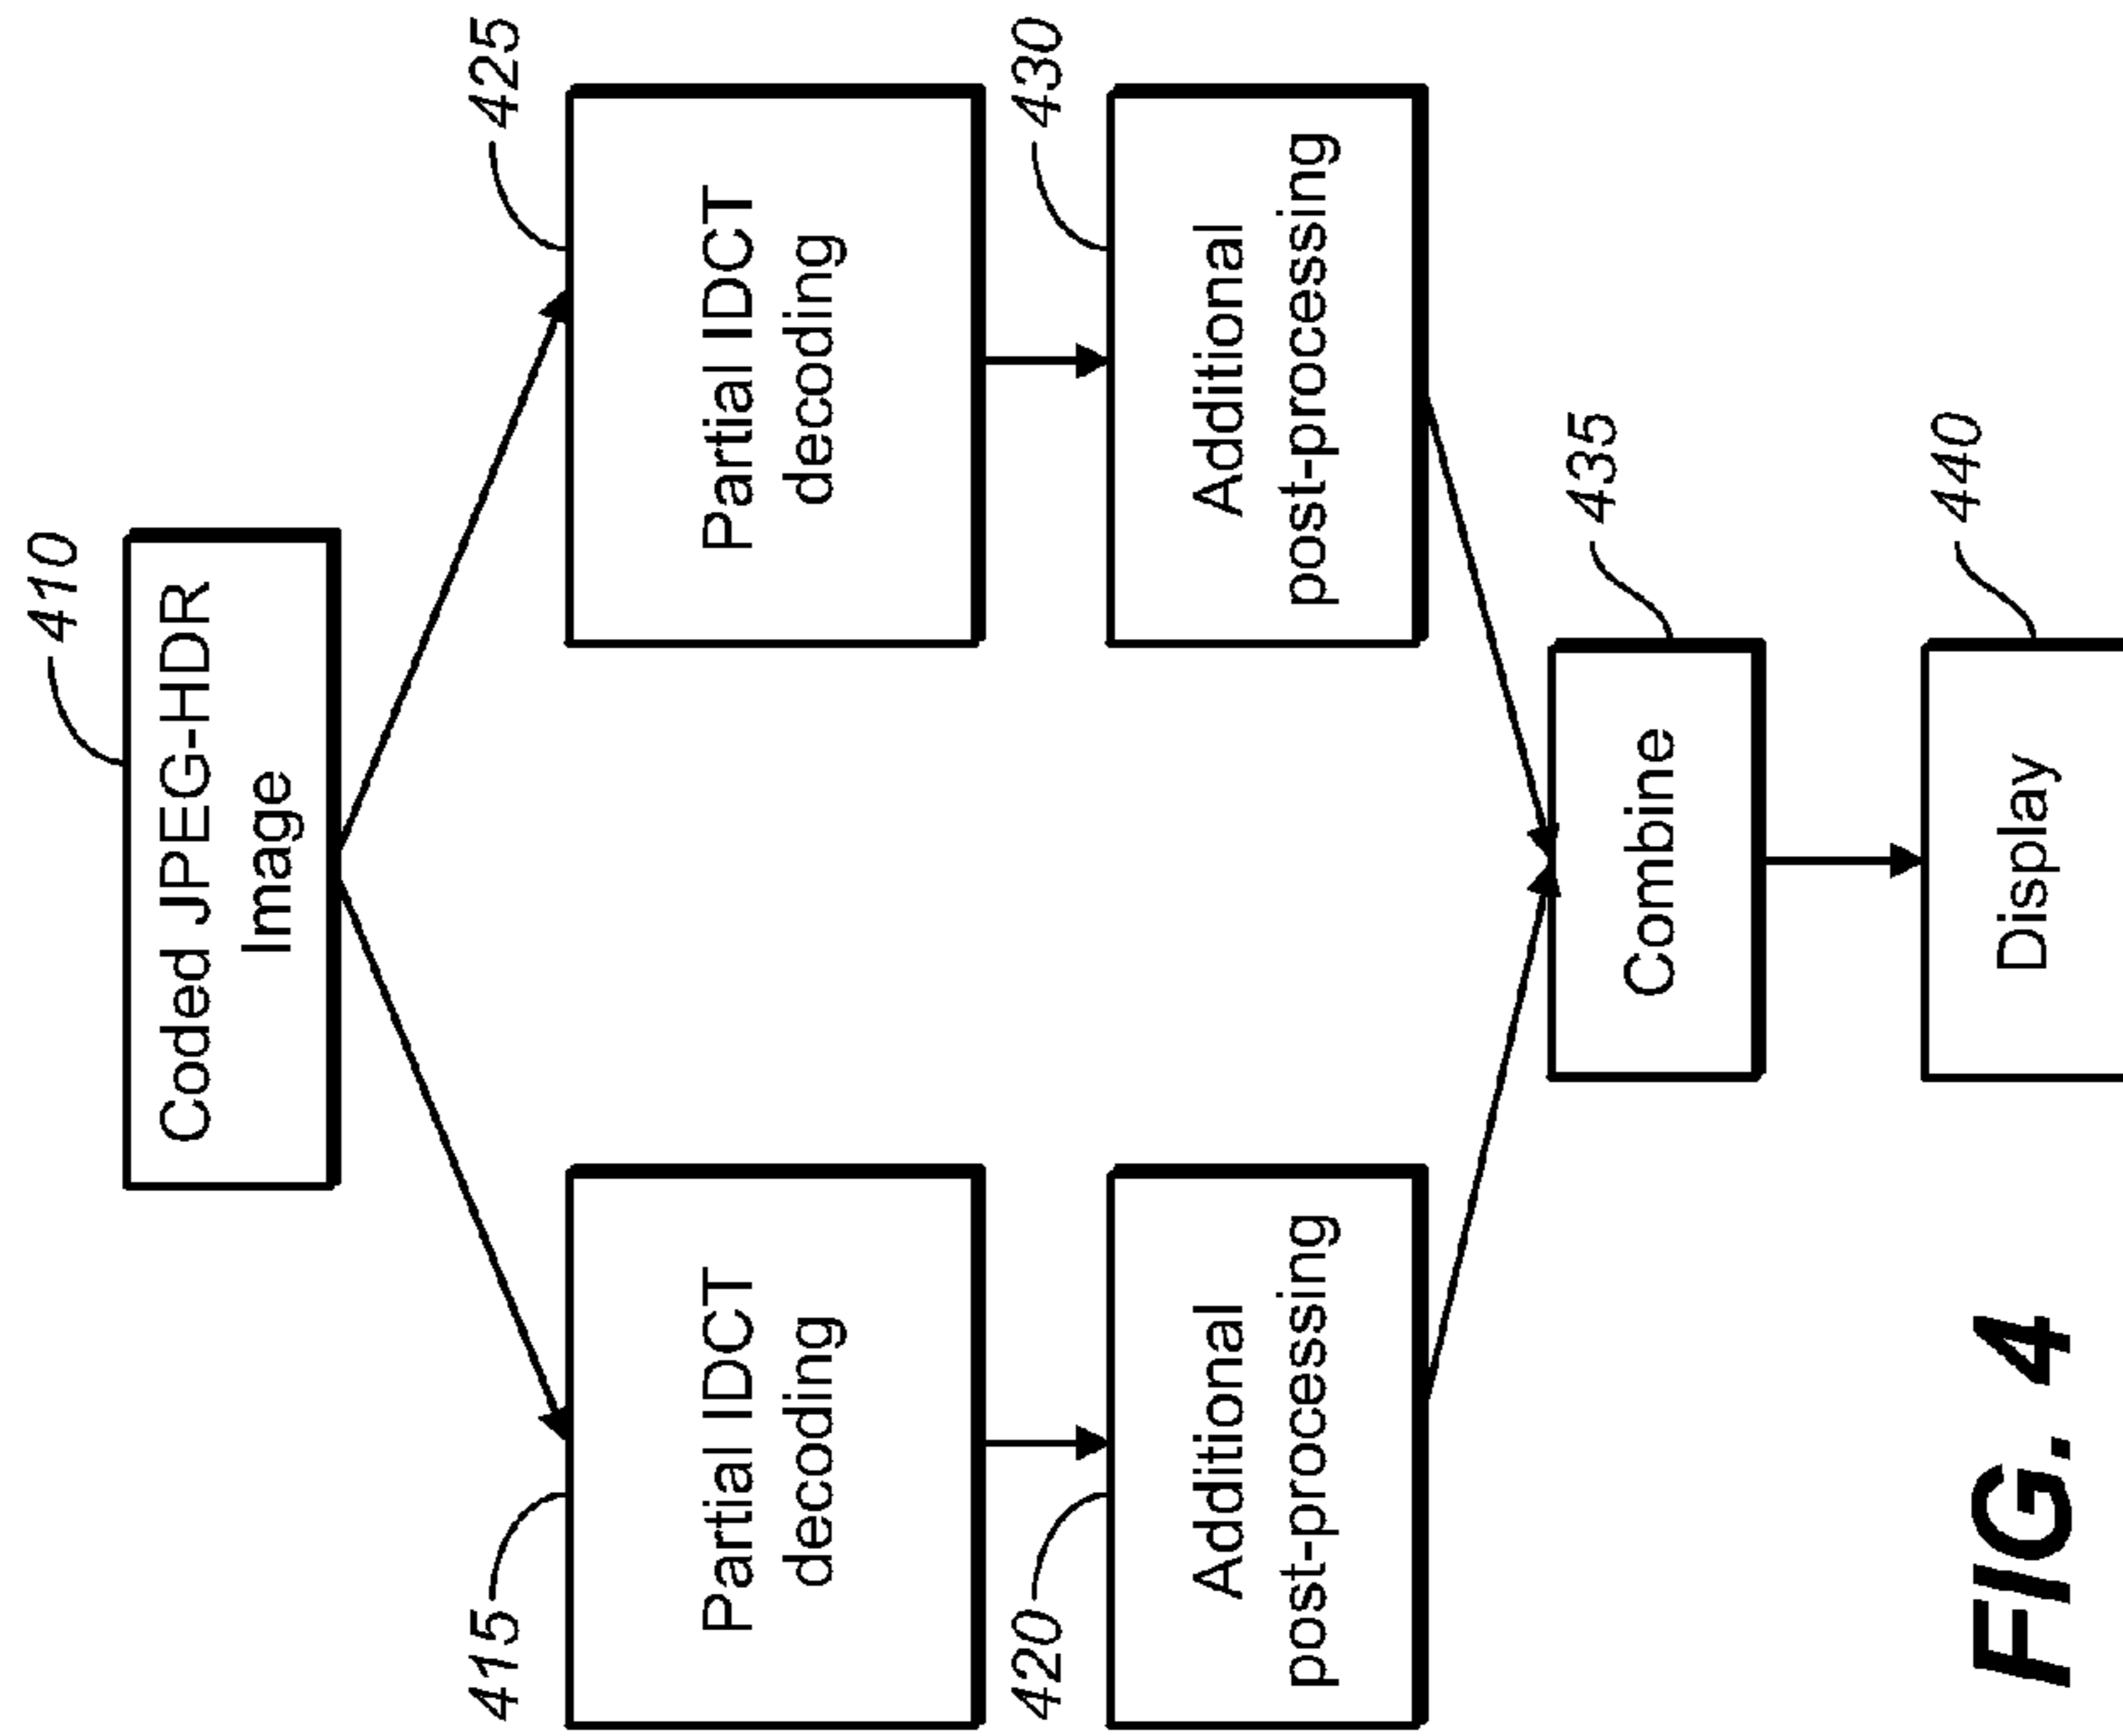 410
Coded JPEG-HDR
Image
415
Partial IDCT
decoding
425
Partial IDCT
decoding
420
Additional
post-processing
430
Additional
post-processing
435
Combine
440
Display
FIG. 4